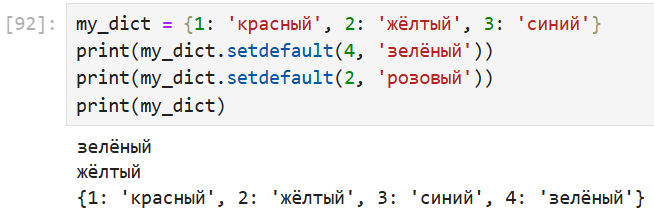 [92]: my_dict = {1: 'красный', 2: 'жёлтый', 3: 'синий'}
print(my_dict.setdefault(4, 'зелёный'))
print(my_dict.setdefault(2, 'розовый'))
print(my_dict)
зелёный
жёлтый
{1: 'красный', 2: 'жёлтый', 3: 'синий', 4: 'зелёный'}